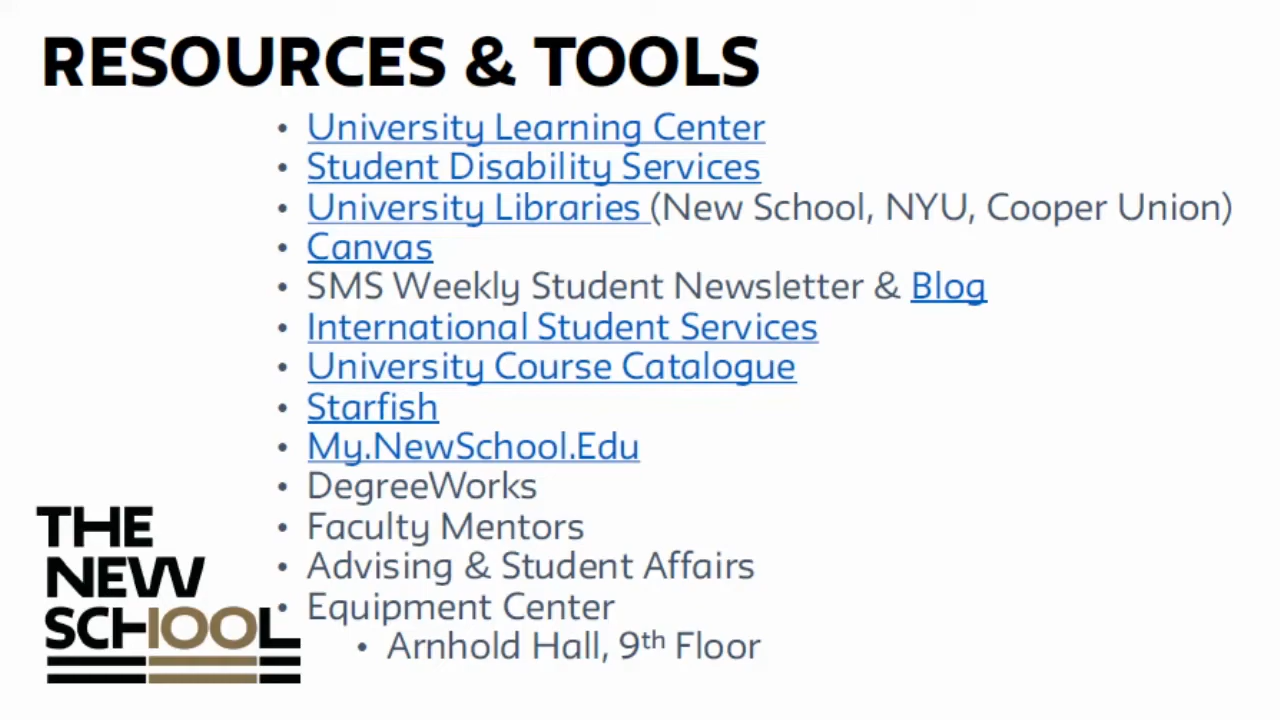 RESOURCES & TOOLS
• University Learning Center
• Student Disability Services
• University Libraries (New School, NYU, Cooper Union)
• Canvas
• SMS Weekly Student Newsletter & Blog
• International Student Services
• University Course Catalogue
• Starfish
• My.NewSchool.Edu
• DegreeWorks
• Faculty Mentors
• Advising & Student Affairs
• Equipment Center
• Arnhold Hall, 9th Floor
THE
NEW
SCHOOL